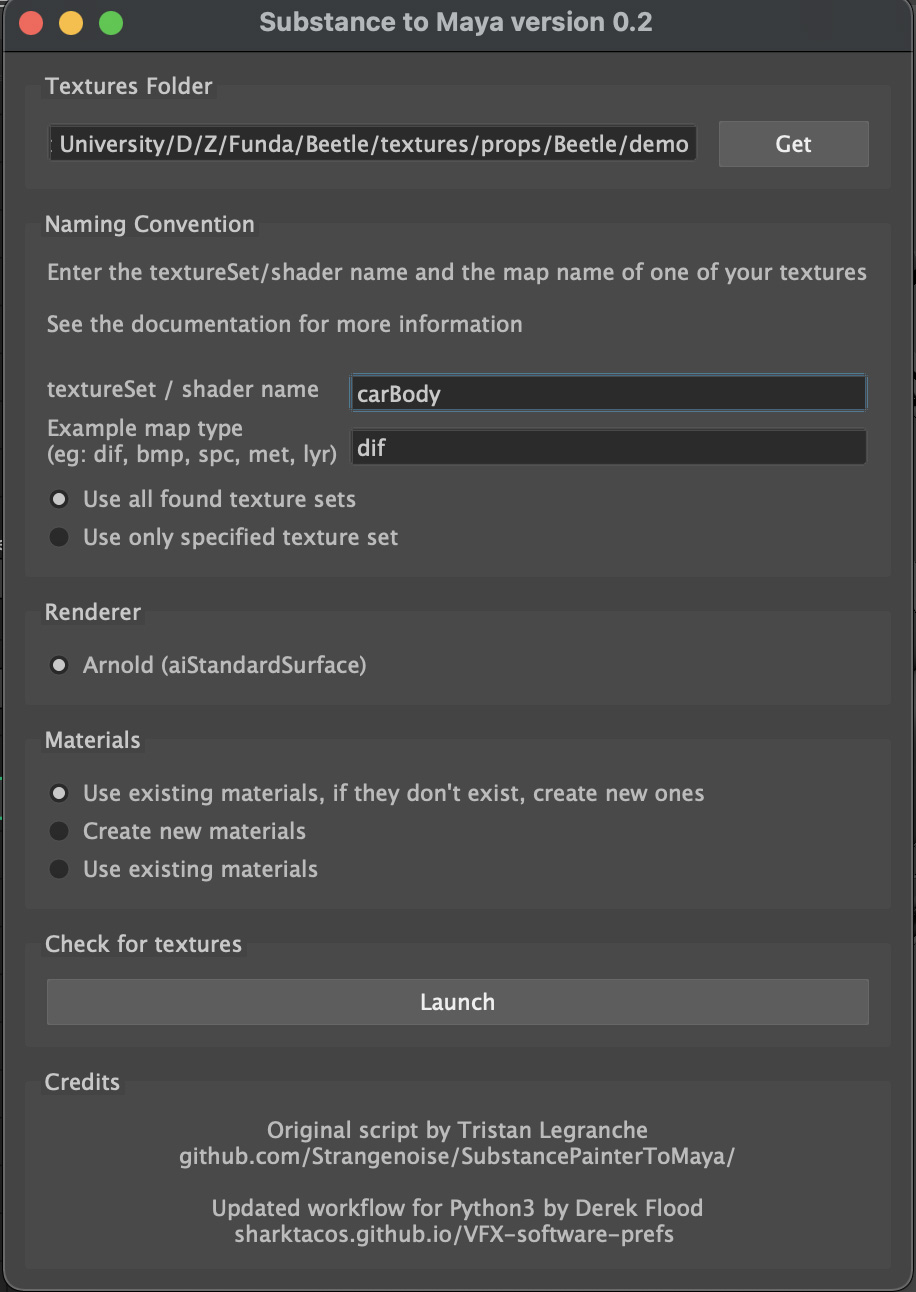 Substance to Maya version 0.2
Textures Folder
University/D/Z/Funda/Beetle/textures/props/Beetle/demo
Get
Naming Convention
Enter the textureSet/shader name and the map name of one of your textures
See the documentation for more information
textureSet / shader name
carBody
Example map type
(eg: dif, bmp, spc, met, lyr)
dif
Use all found texture sets
Use only specified texture set
Renderer
Arnold (aiStandardSurface)
Materials
Use existing materials, if they don't exist, create new ones
Create new materials
Use existing materials
Check for textures
Launch
Credits
Original script by Tristan Legranche
github.com/Strangenoise/SubstancePainterToMaya/
Updated workflow for Python3 by Derek Flood
sharktacos.github.io/VFX-software-prefs